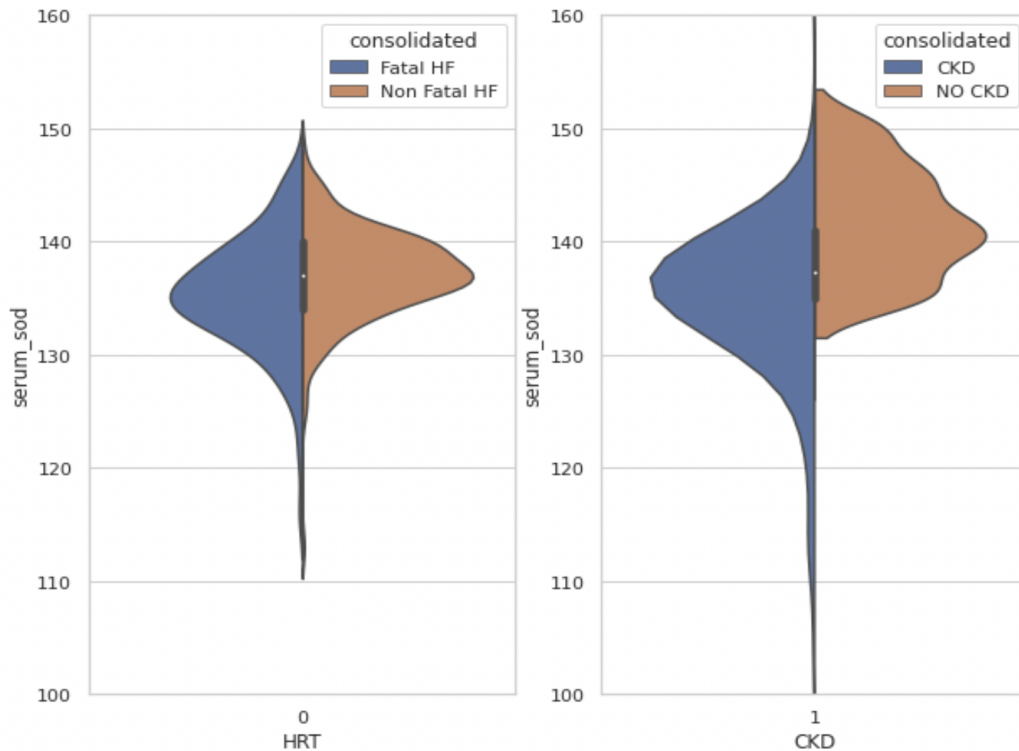 160
150
140
130
120
110
100
serum_sod
consolidated
Fatal HF
Non Fatal HF
0
HRT
160
150
140
130
120
110
100
serum_sod
consolidated
CKD
NO CKD
1
CKD